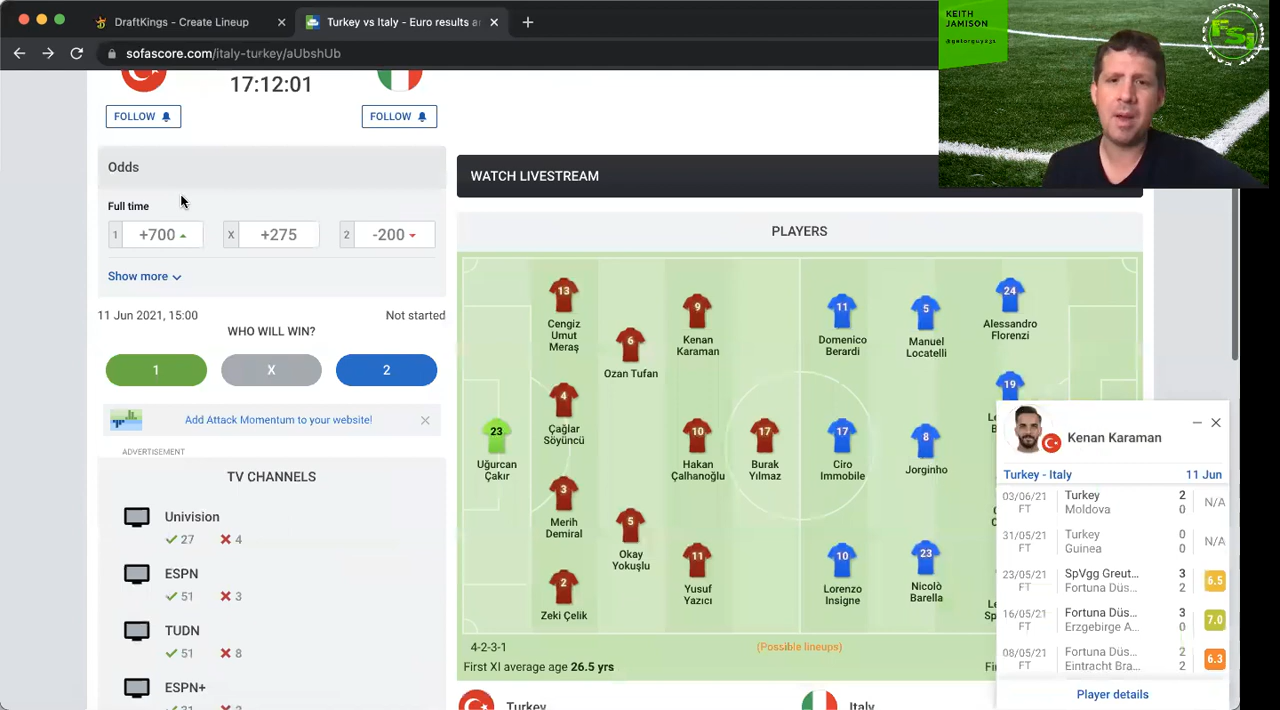 DraftKings - Create Lineup
Turkey vs Italy - Euro results ar
sofascore.com/italy-turkey/aUbshUb
KEITH
JAMISON
@gatorguy231
FSI
17:12:01
FOLLOW
FOLLOW
Odds
Full time
1 +700
X +275
2 -200
Show more
11 Jun 2021, 15:00
Not started
WHO WILL WIN?
1
X
2
Add Attack Momentum to your website!
ADVERTISEMENT
TV CHANNELS
Univision
27 4
ESPN
51 3
TUDN
51 8
ESPN+
WATCH LIVESTREAM
PLAYERS
23
Uğurcan
Çakır
13
Cengiz
Umut
Meraş
4
Çağlar
Söyüncü
3
Merih
Demiral
2
Zeki Çelik
6
Ozan Tufan
5
Okay
Yokuşlu
9
Kenan
Karaman
10
Hakan
Çalhanoğlu
11
Yusuf
Yazıcı
17
Burak
Yılmaz
11
Domenico
Berardi
17
Ciro
Immobile
10
Lorenzo
Insigne
5
Manuel
Locatelli
8
Jorginho
23
Nicolò
Barella
24
Alessandro
Florenzi
19
4-2-3-1
(Possible lineups)
First XI average age 26.5 yrs
Turkey
Italy
Kenan Karaman
Turkey - Italy
11 Jun
03/06/21 Turkey 2 N/A
FT Moldova 0
31/05/21 Turkey 0 N/A
FT Guinea 0
23/05/21 SpVgg Greut... 3 6.5
FT Fortuna Düs... 2
16/05/21 Fortuna Düs... 3 7.0
FT Erzgebirge A... 0
08/05/21 Fortuna Düs... 2 6.3
FT Eintracht Bra... 2
Player details